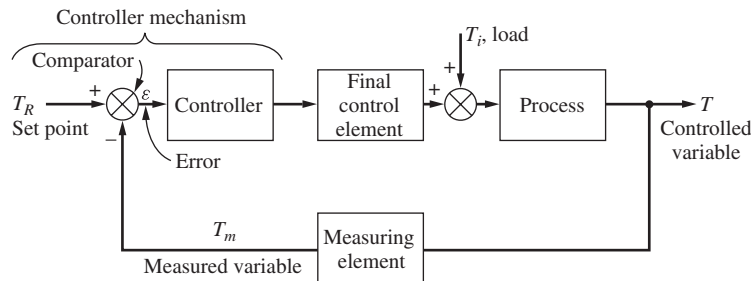 Controller mechanism
Comparator
T_i, load
+
+
+
ε
T_R
Set point
Controller
Final
control
element
Process
T
Controlled
variable
−
Error
T_m
Measured variable
Measuring
element